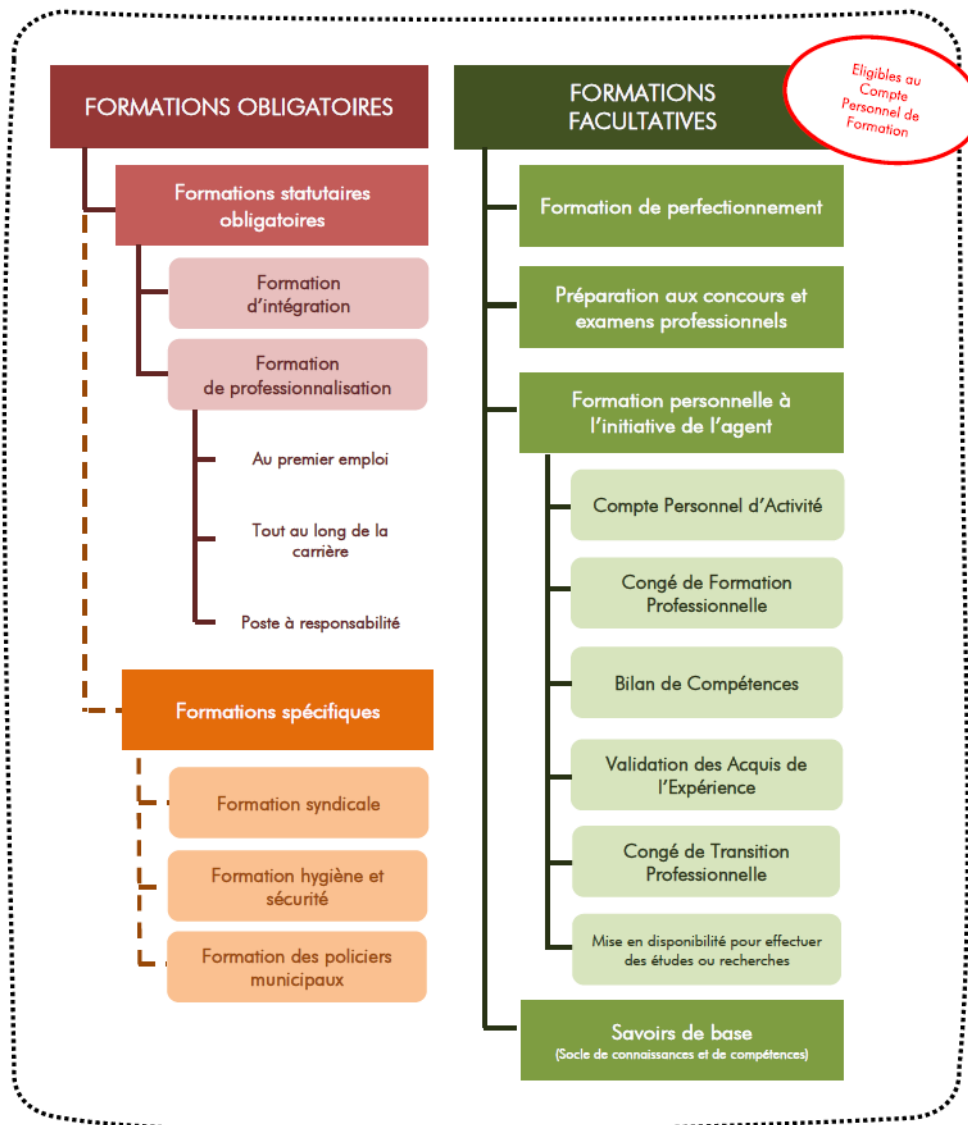 FORMATIONS OBLIGATOIRES
Formations statutaires
obligatoires
Formation
d'intégration
Formation
de professionnalisation
Au premier emploi
Tout au long de la
carrière
Poste à responsabilité
Formations spécifiques
Formation syndicale
Formation hygiène et
sécurité
Formation des policiers
municipaux
FORMATIONS
FACULTATIVES
Eligibles au
Compte
Personnel de
Formation
Formation de perfectionnement
Préparation aux concours et
examens professionnels
Formation personnelle à
l'initiative de l'agent
Compte Personnel d'Activité
Congé de Formation
Professionnelle
Bilan de Compétences
Validation des Acquis de
l'Expérience
Congé de Transition
Professionnelle
Mise en disponibilité pour effectuer
des études ou recherches
Savoirs de base
(Socle de connaissances et de compétences)